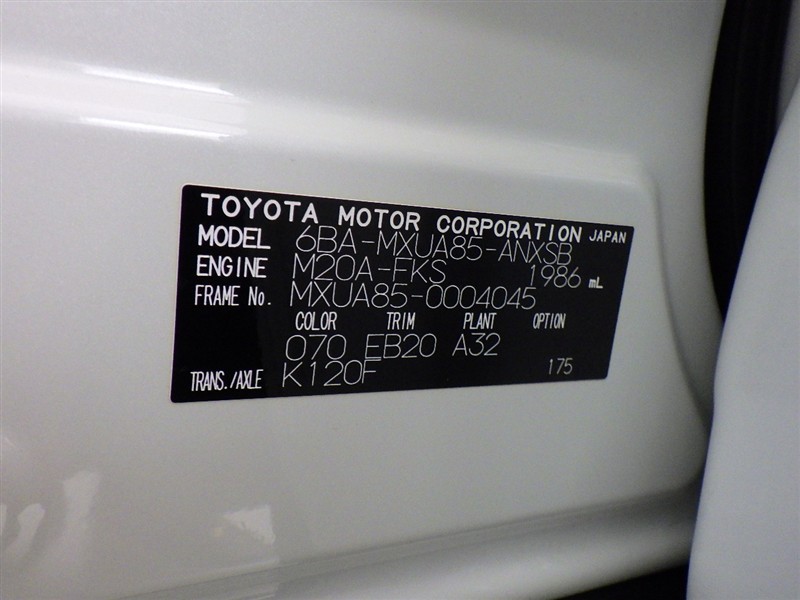 TOYOTA MOTOR CORPORATION JAPAN
MODEL 6BA-MXUA85-ANXSB
ENGINE M20A-FKS 1986 mL
FRAME No. MXUA85-0004045
COLOR TRIM PLANT OPTION
070 EB20 A32
TRANS./AXLE K120F 175